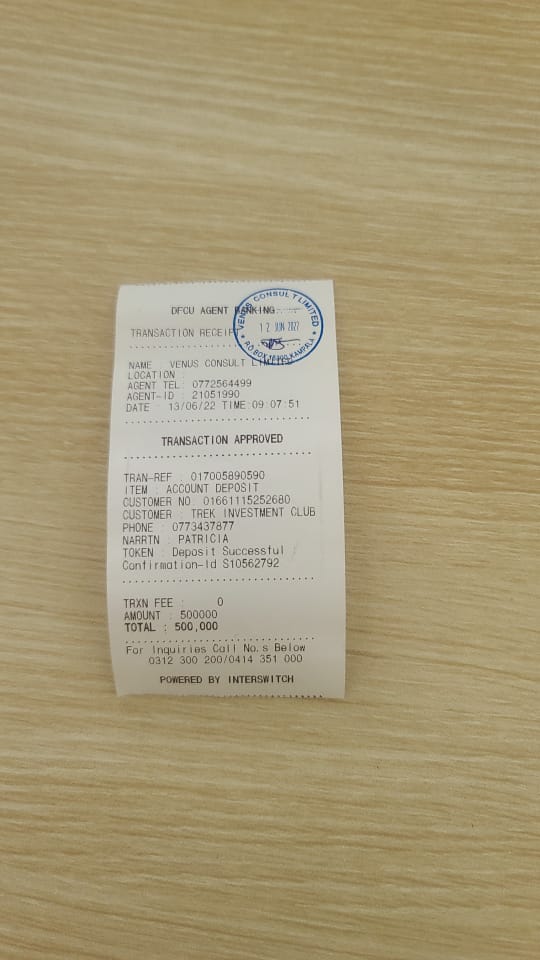 DFCU AGENT BANKING
TRANSACTION RECEIPT
VENUS CONSULT LIMITED
12 JUN 2022
P.O.BOX KAMPALA
NAME VENUS CONSULT LIMITED
LOCATION
AGENT TEL: 0772564499
AGENT-ID : 21051990
DATE : 13/06/22 TIME:09:07:51
TRANSACTION APPROVED
TRAN-REF : 017005890590
ITEM : ACCOUNT DEPOSIT
CUSTOMER NO 01661115252680
CUSTOMER : TREK INVESTMENT CLUB
PHONE : 0773437877
NARRTN : PATRICIA
TOKEN : Deposit Successful
Confirmation-Id S10562792
TRXN FEE : 0
AMOUNT : 500000
TOTAL : 500,000
For Inquiries Call No.s Below
0312 300 200/0414 351 000
POWERED BY INTERSWITCH